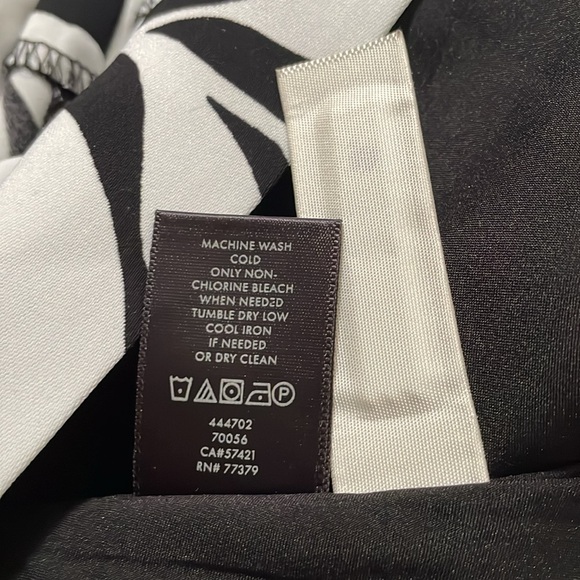 MACHINE WASH
COLD
ONLY NON-
CHLORINE BLEACH
WHEN NEEDED
TUMBLE DRY LOW
COOL IRON
IF NEEDED
OR DRY CLEAN
P
444702
70056
CA#57421
RN# 77379